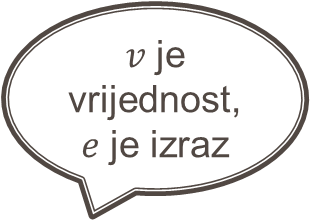 𝑣 je
vrijednost,
𝑒 je izraz